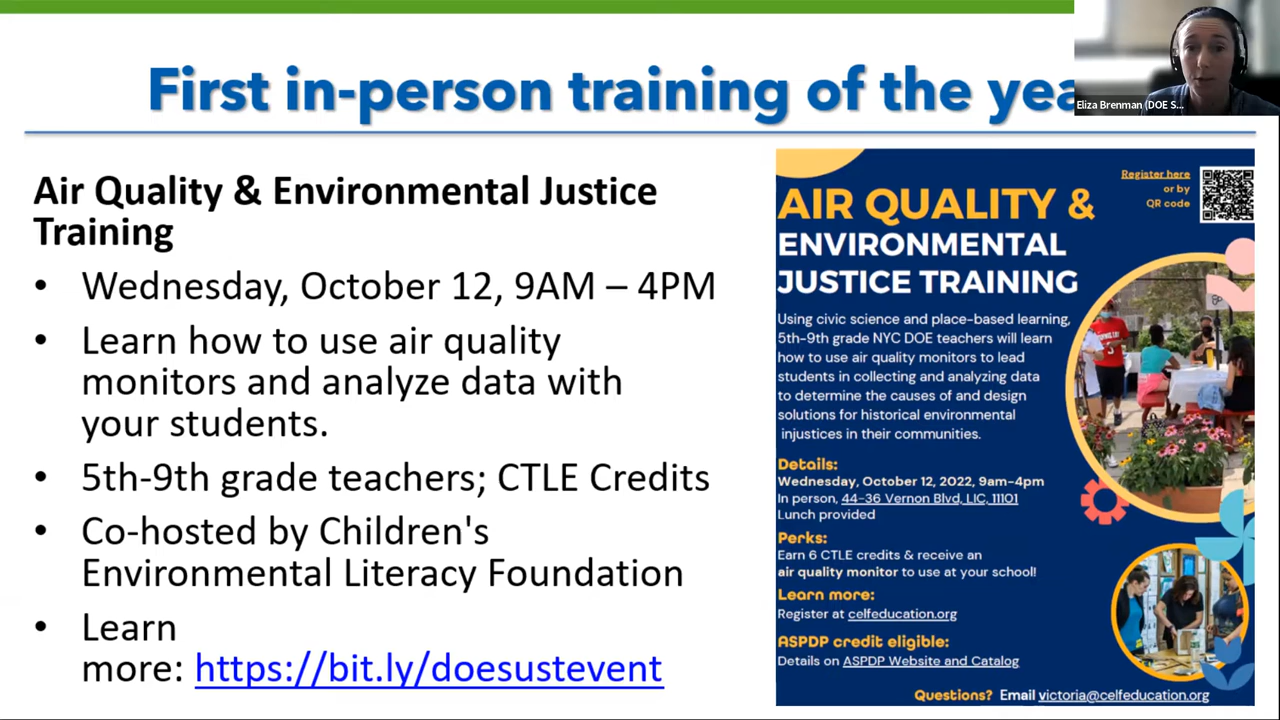 First in-person training of the yea
Eliza Brenman (DOE S...
Air Quality & Environmental Justice
Training
• Wednesday, October 12, 9AM – 4PM
• Learn how to use air quality
monitors and analyze data with
your students.
• 5th-9th grade teachers; CTLE Credits
• Co-hosted by Children's
Environmental Literacy Foundation
• Learn
more: https://bit.ly/doesustevent
Register here
or by
QR code
AIR QUALITY &
ENVIRONMENTAL
JUSTICE TRAINING
Using civic science and place-based learning,
5th-9th grade NYC DOE teachers will learn
how to use air quality monitors to lead
students in collecting and analyzing data
to determine the causes of and design
solutions for historical environmental
injustices in their communities.
Details:
Wednesday, October 12, 2022, 9am-4pm
In person, 44-36 Vernon Blvd, LIC, 11101
Lunch provided
Perks:
Earn 6 CTLE credits & receive an
air quality monitor to use at your school!
Learn more:
Register at celfeducation.org
ASPDP credit eligible:
Details on ASPDP Website and Catalog
Questions? Email victoria@celfeducation.org